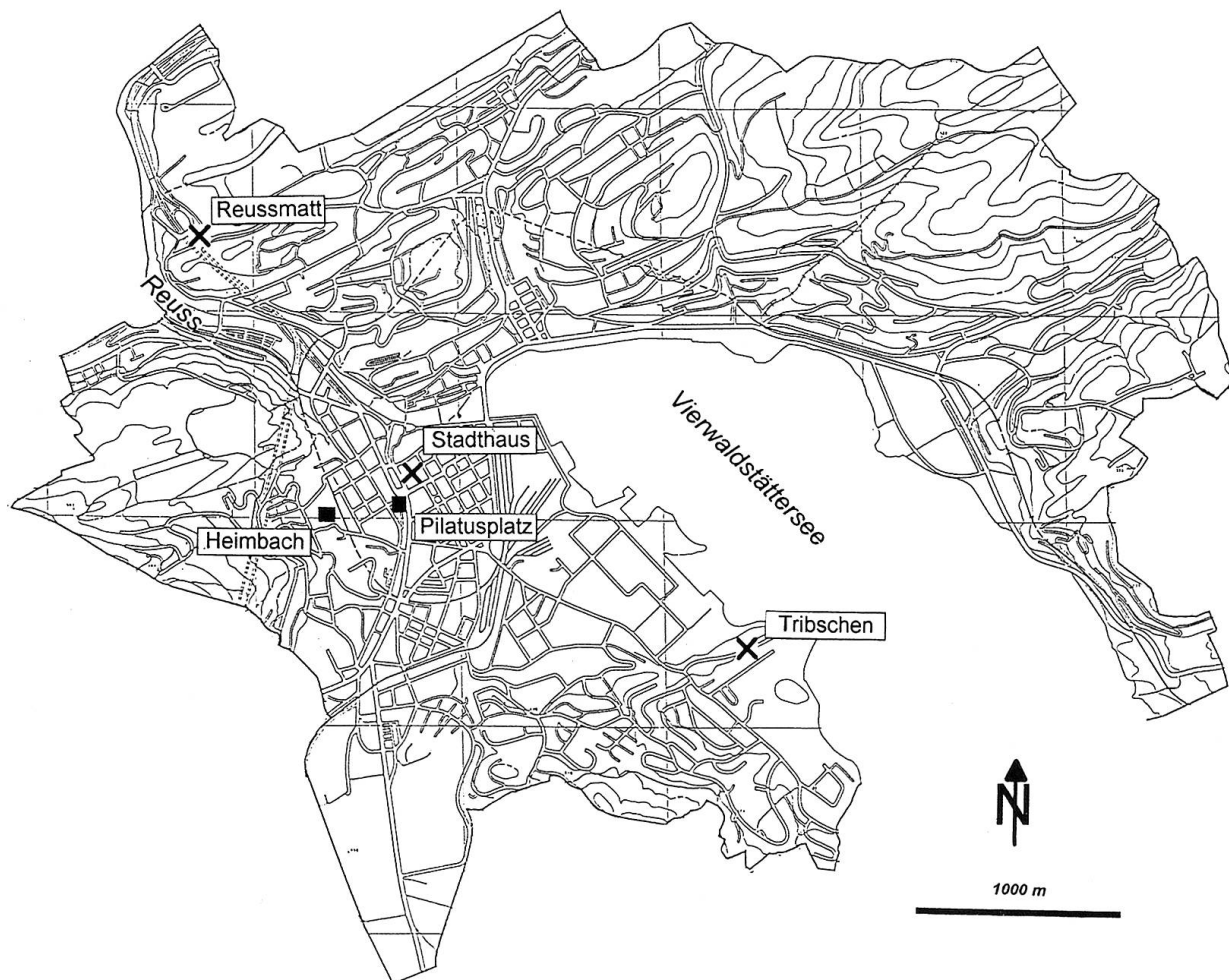 Reussmatt
Reuss
Stadthaus
Vierwaldstättersee
Pilatusplatz
Heimbach
Tribschen
N
1000 m